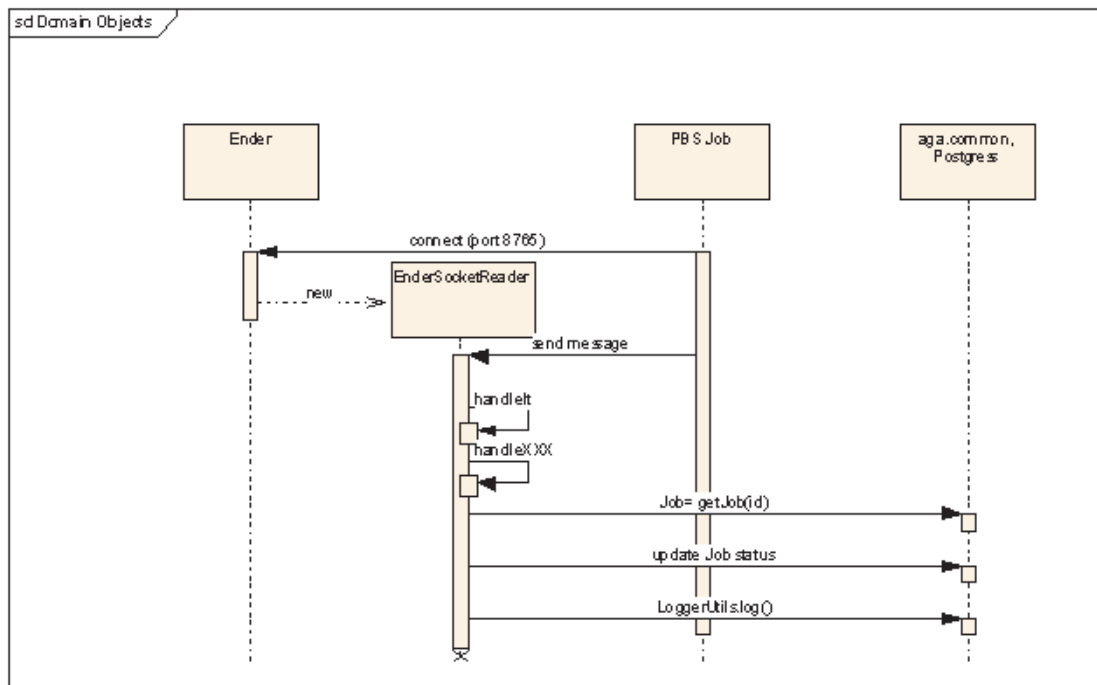 sd Domain Objects
Ender
PBS Job
aga.common,
Postgress
connect (port 8765)
EnderSocketReader
new
send message
handleIt
handleXXX
Job= getJob(id)
update Job status
LoggerUtils.log()